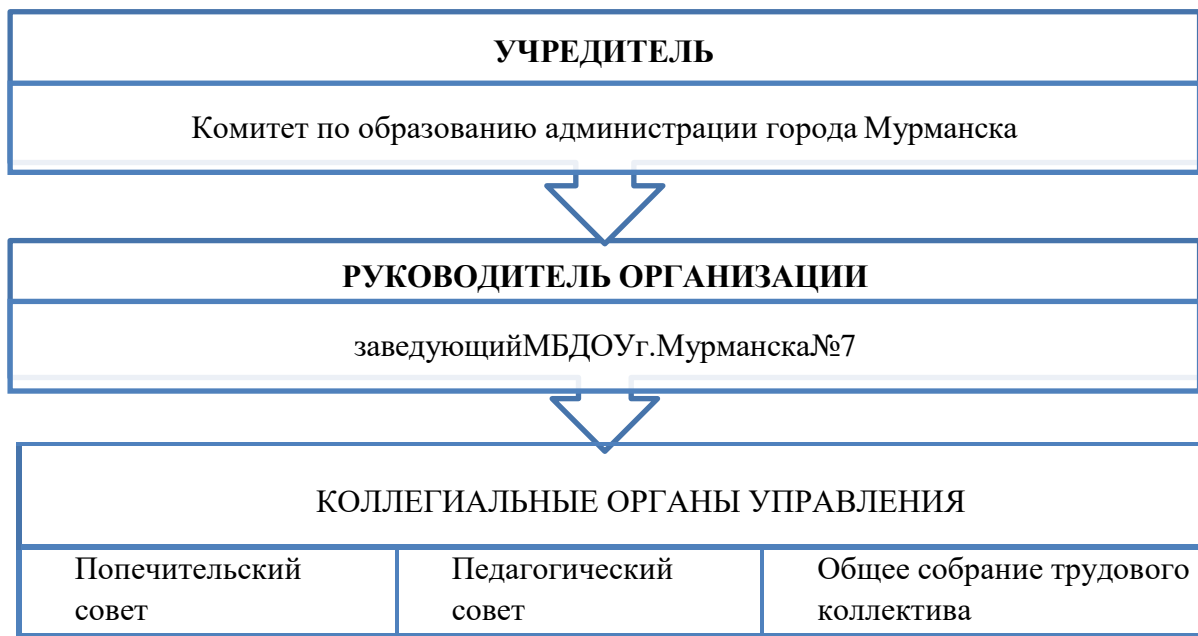 УЧРЕДИТЕЛЬ
Комитет по образованию администрации города Мурманска
РУКОВОДИТЕЛЬ ОРГАНИЗАЦИИ
заведующийМБДОУг.Мурманска№7
КОЛЛЕГИАЛЬНЫЕ ОРГАНЫ УПРАВЛЕНИЯ
Попечительский
совет
Педагогический
совет
Общее собрание трудового
коллектива